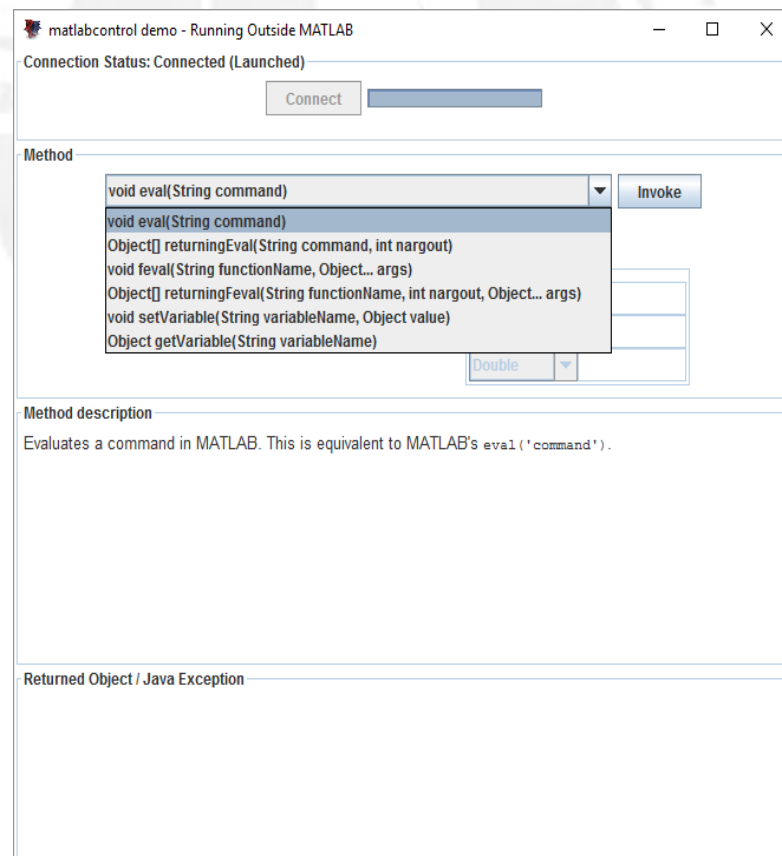 matlabcontrol demo - Running Outside MATLAB
Connection Status: Connected (Launched)
Connect
Method
void eval(String command)
Invoke
void eval(String command)
Object[] returningEval(String command, int nargout)
void feval(String functionName, Object... args)
Object[] returningFeval(String functionName, int nargout, Object... args)
void setVariable(String variableName, Object value)
Object getVariable(String variableName)
Double
Method description
Evaluates a command in MATLAB. This is equivalent to MATLAB's eval('command').
Returned Object / Java Exception